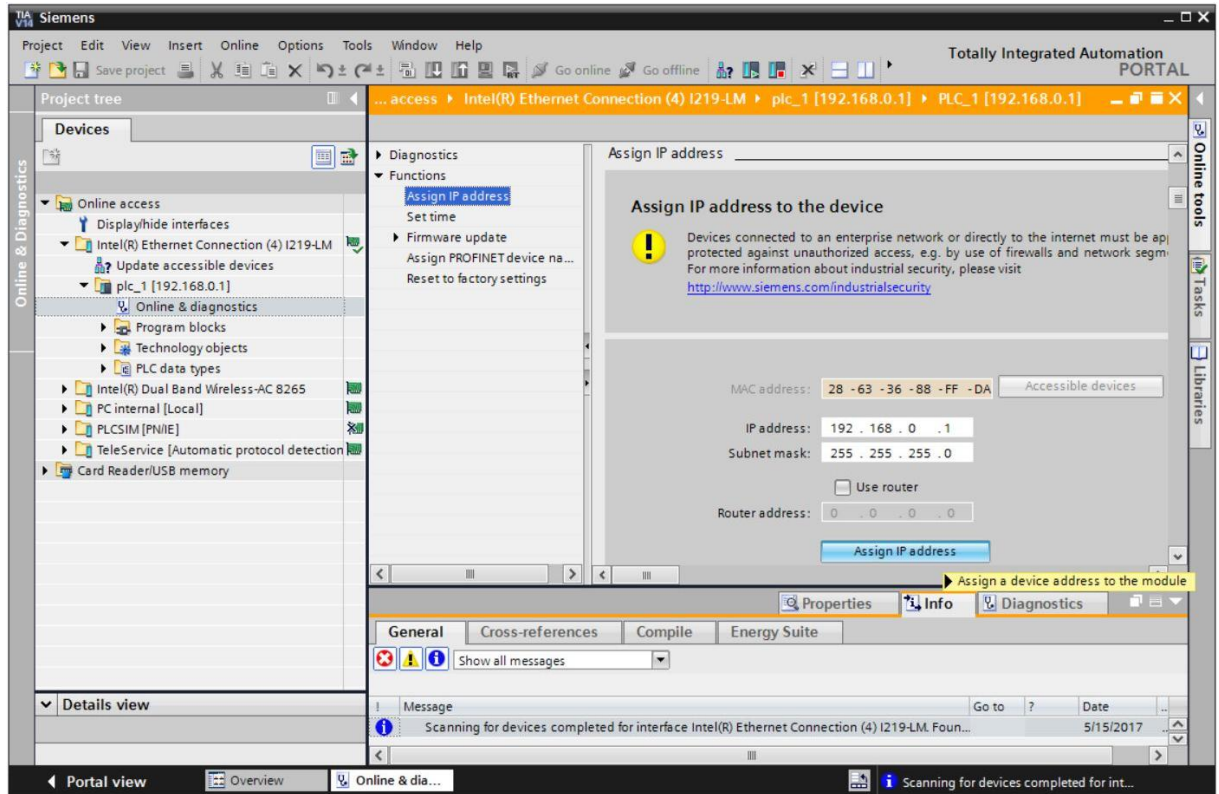 TIA V14 Siemens
Project Edit View Insert Online Options Tools Window Help
Save project Go online Go offline
Totally Integrated Automation
PORTAL
Project tree
... access Intel(R) Ethernet Connection (4) I219-LM plc_1 [192.168.0.1] PLC_1 [192.168.0.1]
Devices
Online & Diagnostics
Online access
Display/hide interfaces
Intel(R) Ethernet Connection (4) I219-LM
Update accessible devices
plc_1 [192.168.0.1]
Online & diagnostics
Program blocks
Technology objects
PLC data types
Intel(R) Dual Band Wireless-AC 8265
PC internal [Local]
PLCSIM [PN/IE]
TeleService [Automatic protocol detection
Card Reader/USB memory
Details view
Diagnostics
Functions
Assign IP address
Set time
Firmware update
Assign PROFINET device na...
Reset to factory settings
Assign IP address
Assign IP address to the device
Devices connected to an enterprise network or directly to the internet must be app
protected against unauthorized access, e.g. by use of firewalls and network segm
For more information about industrial security, please visit
http://www.siemens.com/industrialsecurity
MAC address: 28 -63 -36 -88 -FF -DA Accessible devices
IP address: 192 . 168 . 0 . 1
Subnet mask: 255 . 255 . 255 . 0
Use router
Router address: 0 . 0 . 0 . 0
Assign IP address
Assign a device address to the module
Online tools
Tasks
Libraries
Properties Info Diagnostics
General Cross-references Compile Energy Suite
Show all messages
! Message Go to ? Date ..
Scanning for devices completed for interface Intel(R) Ethernet Connection (4) I219-LM. Foun... 5/15/2017 ..
Portal view Overview Online & dia... Scanning for devices completed for int...